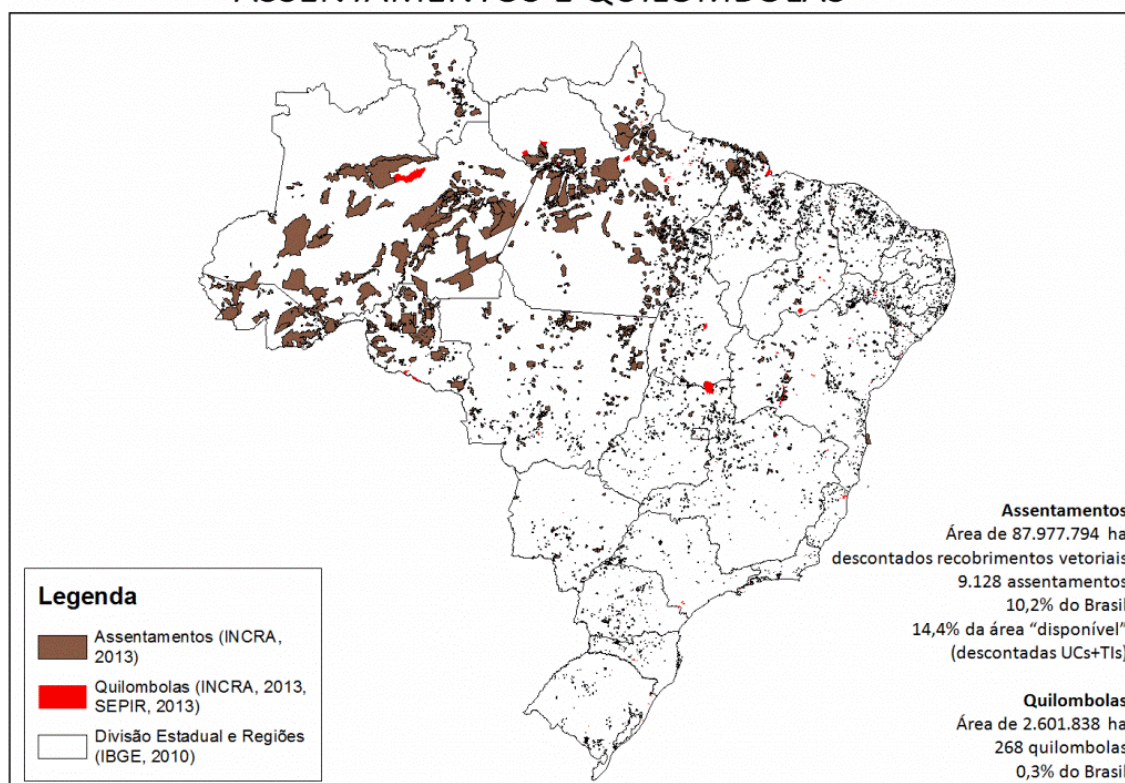 ASSENTAMENTOS E QUILOMBOLAS
Legenda
Assentamentos (INCRA,
2013)
Quilombolas (INCRA, 2013,
SEPIR, 2013)
Divisão Estadual e Regiões
(IBGE, 2010)
Assentamentos
Área de 87.977.794 ha
descontados recobrimentos vetoriais
9.128 assentamentos
10,2% do Brasil
14,4% da área “disponível”
(descontadas UCs+TIs)
Quilombolas
Área de 2.601.838 ha
268 quilombolas
0,3% do Brasil